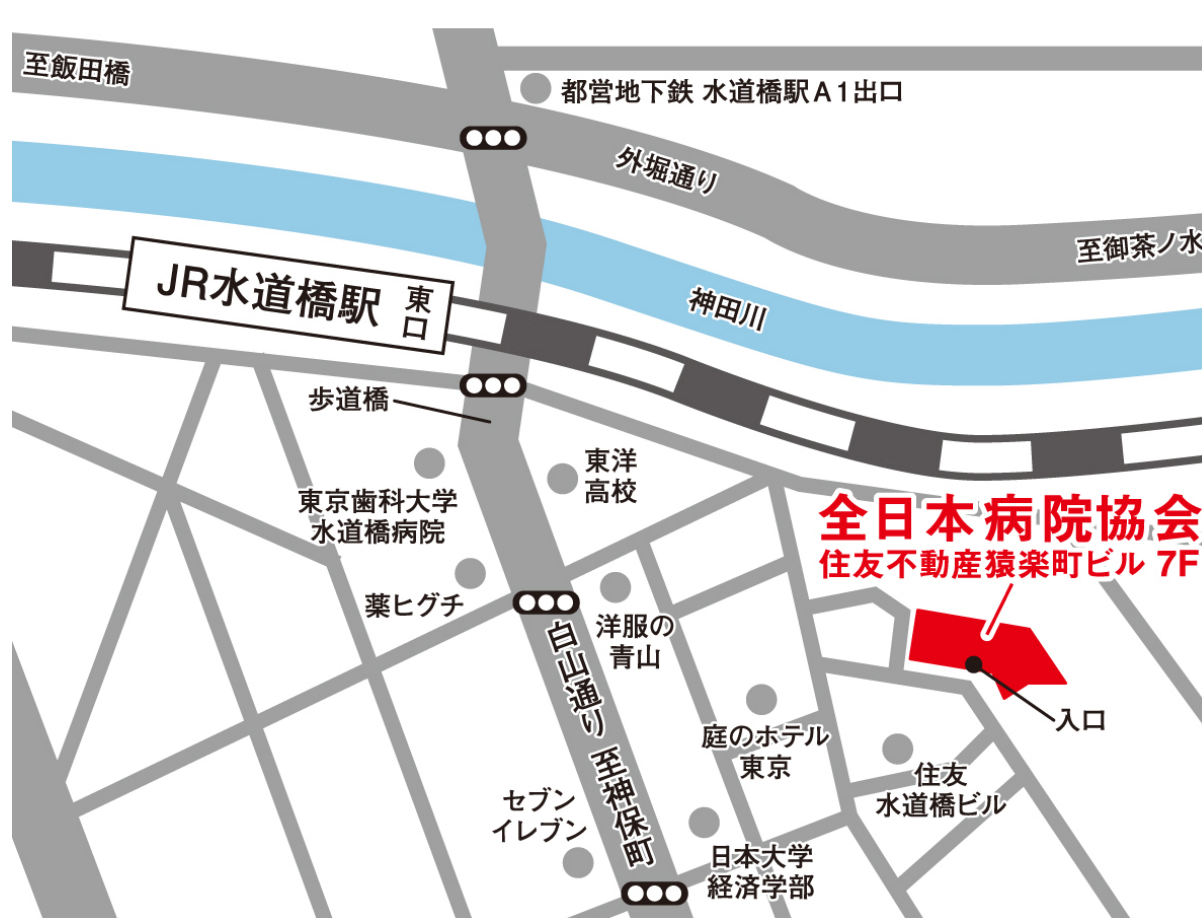 至飯田橋
都営地下鉄 水道橋駅A1出口
外堀通り
至御茶ノ水
JR水道橋駅
東口
神田川
歩道橋
東洋
高校
東京歯科大学
水道橋病院
全日本病院協会
住友不動産猿楽町ビル 7F
薬ヒグチ
洋服の
青山
白山通り 至神保町
入口
庭のホテル
東京
住友
水道橋ビル
セブン
イレブン
日本大学
経済学部